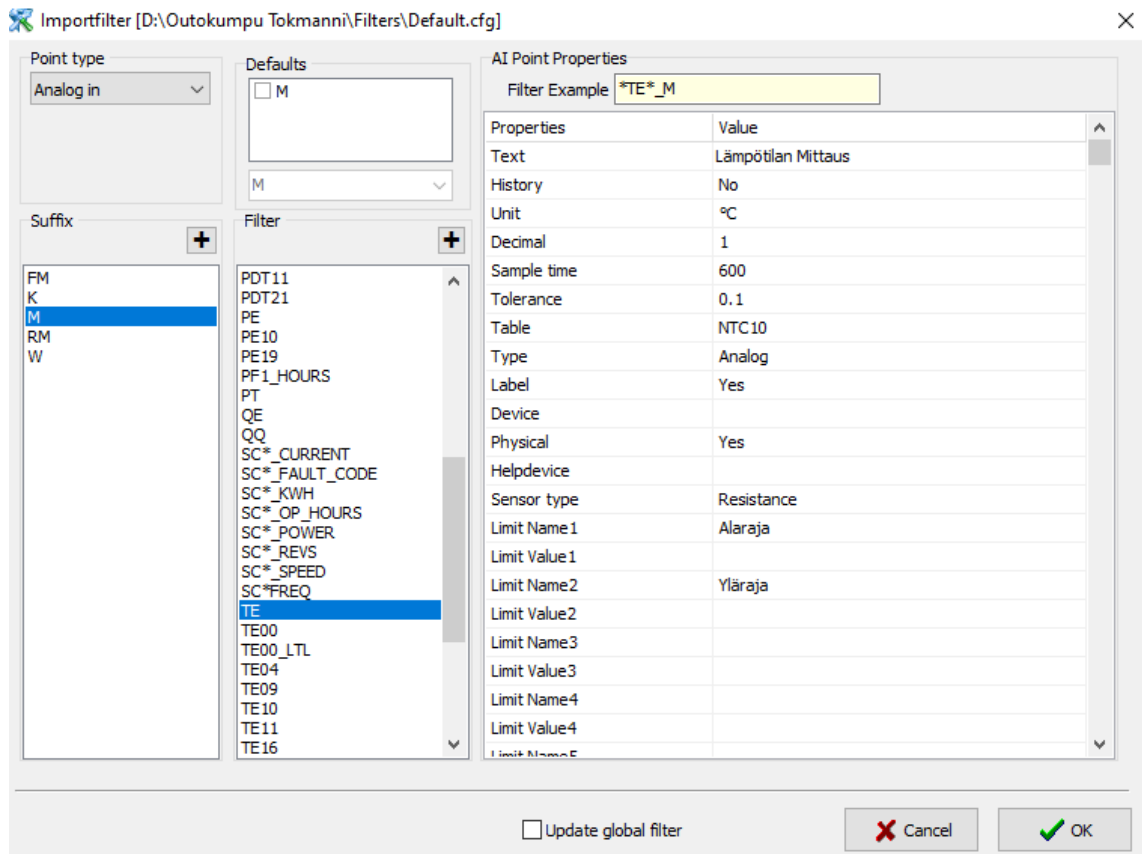 Importfilter [D:\Outokumpu Tokmanni\Filters\Default.cfg]
Point type
Analog in
Defaults
M
M
AI Point Properties
Filter Example *TE*_M
Suffix
FM
K
M
RM
W
Filter
PDT11
PDT21
PE
PE10
PE19
PF1_HOURS
PT
QE
QQ
SC*_CURRENT
SC*_FAULT_CODE
SC*_KWH
SC*_OP_HOURS
SC*_POWER
SC*_REVS
SC*_SPEED
SC*FREQ
TE
TE00
TE00_LTL
TE04
TE09
TE10
TE11
TE16
Properties Value
Text Lämpötilan Mittaus
History No
Unit ºC
Decimal 1
Sample time 600
Tolerance 0.1
Table NTC10
Type Analog
Label Yes
Device
Physical Yes
Helpdevice
Sensor type Resistance
Limit Name1 Alaraja
Limit Value1
Limit Name2 Yläraja
Limit Value2
Limit Name3
Limit Value3
Limit Name4
Limit Value4
Limit Name5
Update global filter
Cancel
OK